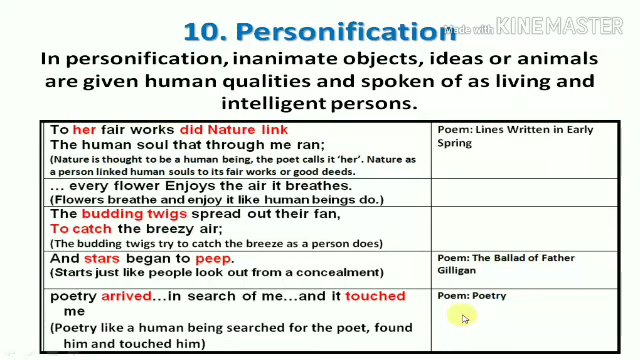 10. Personification
Made with KINEMASTER
In personification, inanimate objects, ideas or animals
are given human qualities and spoken of as living and
intelligent persons.
To her fair works did Nature link
The human soul that through me ran;
(Nature is thought to be a human being, the poet calls it 'her'. Nature as
a person linked human souls to its fair works or good deeds.
Poem: Lines Written in Early
Spring
... every flower Enjoys the air it breathes.
(Flowers breathe and enjoy it like human beings do.)
The budding twigs spread out their fan,
To catch the breezy air;
(The budding twigs try to catch the breeze as a person does)
And stars began to peep.
(Starts just like people look out from a concealment)
Poem: The Ballad of Father
Gilligan
poetry arrived...in search of me...and it touched
me
(Poetry like a human being searched for the poet, found
him and touched him)
Poem: Poetry